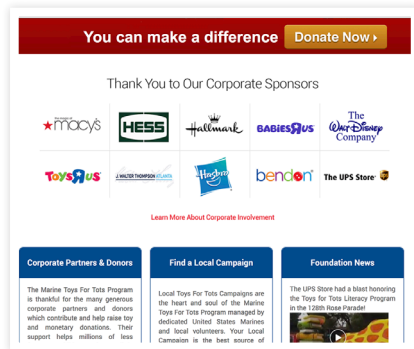 You can make a difference Donate Now
Thank You to Our Corporate Sponsors
macy's
HESS
Hallmark
BABIES R US
The
Walt Disney
Company
TOYS R US
J. WALTER THOMPSON ATLANTA
Hasbro
bendon
The UPS Store
Learn More About Corporate Involvement
Corporate Partners & Donors
The Marine Toys For Tots Program
is thankful for the many generous
corporate partners and donors
which contribute and help raise toy
and monetary donations. Their
support helps millions of less
Find a Local Campaign
Local Toys For Tots Campaigns are
the heart and soul of the Marine
Toys For Tots Program managed by
dedicated United States Marines
and local volunteers. Your Local
Campaign is the best source of
Foundation News
The UPS Store had a blast honoring
the Toys for Tots Literacy Program
in the 128th Rose Parade!